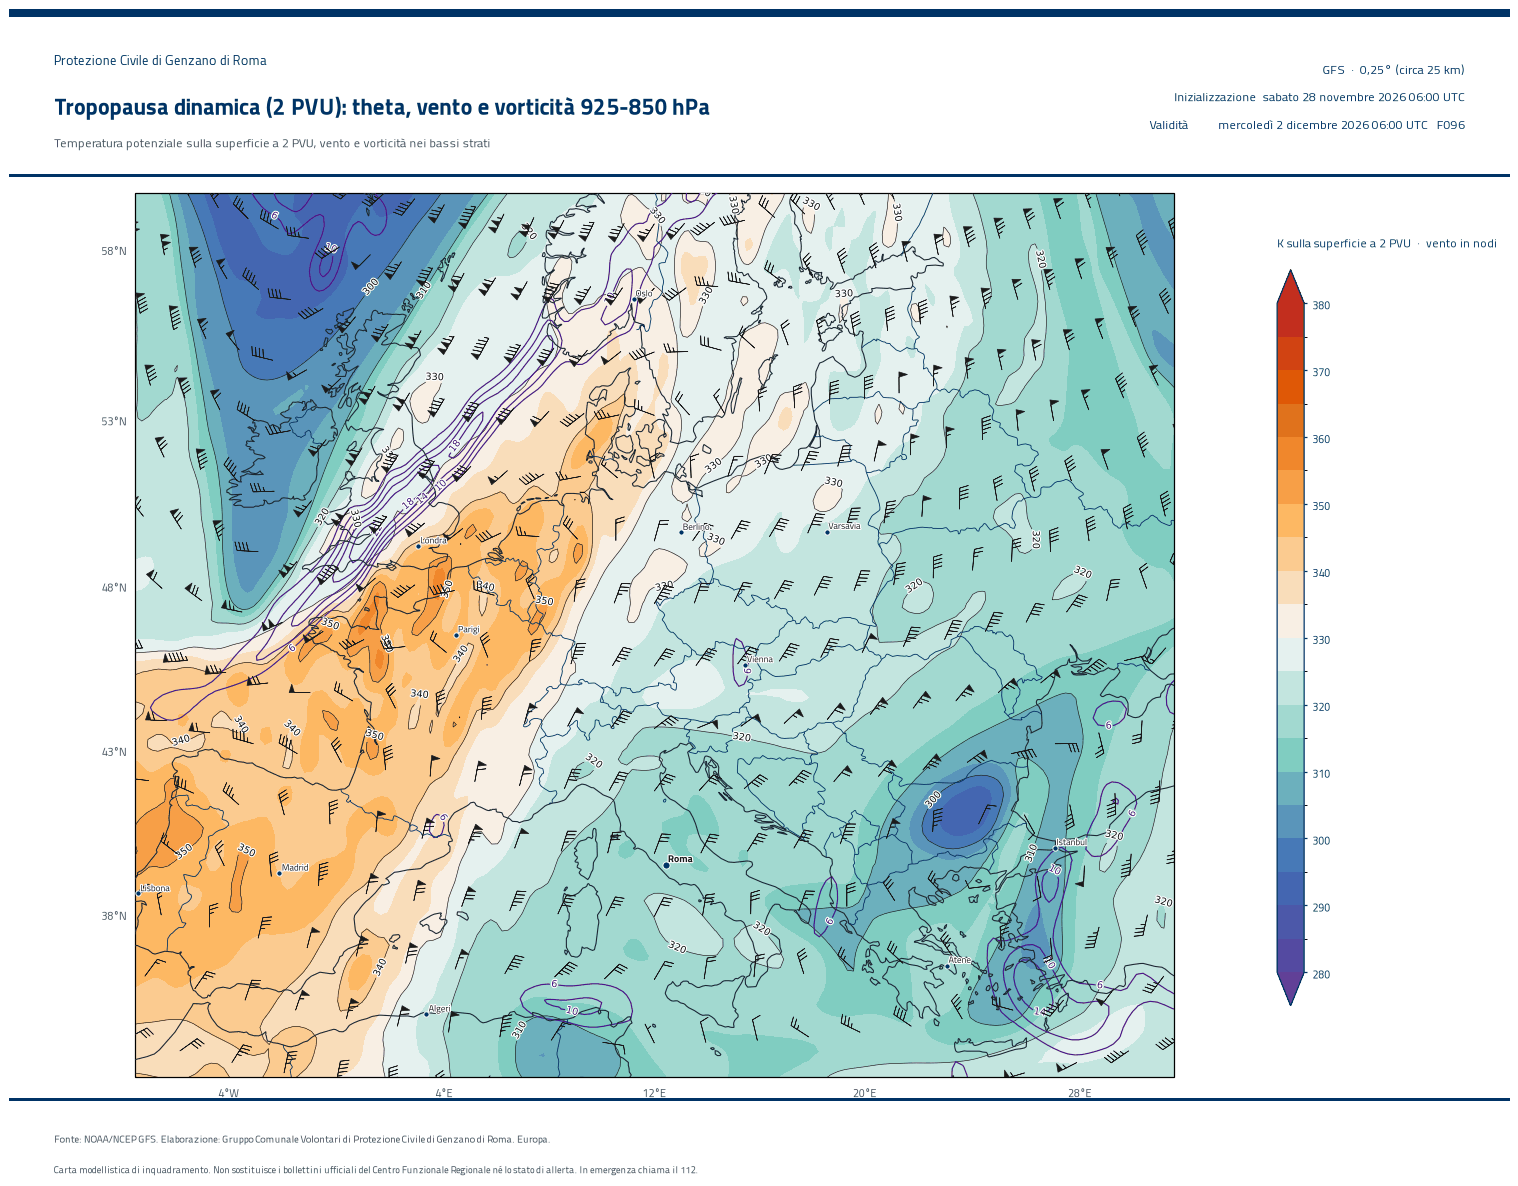 Protezione Civile di Genzano di Roma
Tropopausa dinamica (2 PVU): theta, vento e vorticità 925-850 hPa
Temperatura potenziale sulla superficie a 2 PVU, vento e vorticità nei bassi strati
GFS · 0,25° (circa 25 km)
Inizializzazione sabato 28 novembre 2026 06:00 UTC
Validità mercoledì 2 dicembre 2026 06:00 UTC F096
K sulla superficie a 2 PVU · vento in nodi
380
370
360
350
340
330
320
310
300
290
280
58°N
53°N
48°N
43°N
38°N
4°W
4°E
12°E
20°E
28°E
Oslo
Londra
Berlino
Varsavia
Parigi
Vienna
Madrid
Lisbona
Roma
Istanbul
Atene
Algeri
Fonte: NOAA/NCEP GFS. Elaborazione: Gruppo Comunale Volontari di Protezione Civile di Genzano di Roma. Europa.
Carta modellistica di inquadramento. Non sostituisce i bollettini ufficiali del Centro Funzionale Regionale né lo stato di allerta. In emergenza chiama il 112.